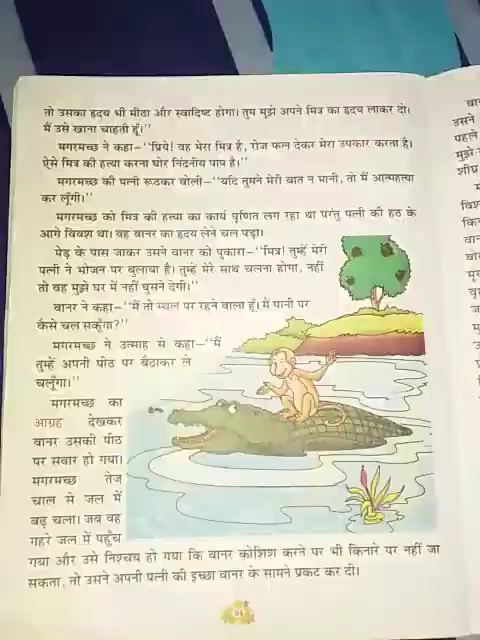 तो उसका हृदय भी मीठा और स्वादिष्ट होगा। तुम मुझे अपने मित्र का हृदय लाकर दो।
मैं उसे खाना चाहती हूँ।''
मगरमच्छ ने कहा–''प्रिये! वह मेरा मित्र है, रोज फल देकर मेरा उपकार करता है।
ऐसे मित्र की हत्या करना घोर निंदनीय पाप है।''
मगरमच्छ की पत्नी रूठकर बोली–''यदि तुमने मेरी बात न मानी, तो मैं आत्महत्या
कर लूँगी।''
मगरमच्छ को मित्र की हत्या का कार्य घृणित लग रहा था परंतु पत्नी की हठ के
आगे विवश था। वह वानर का हृदय लेने चल पड़ा।
पेड़ के पास जाकर उसने वानर को पुकारा–''मित्र! तुम्हें मेरी
पत्नी ने भोजन पर बुलाया है। तुम्हें मेरे साथ चलना होगा, नहीं
तो वह मुझे घर में नहीं घुसने देगी।''
वानर ने कहा–''मैं तो स्थल पर रहने वाला हूँ। मैं पानी पर
कैसे चल सकूँगा?''
मगरमच्छ ने उत्साह से कहा–''मैं
तुम्हें अपनी पीठ पर बैठाकर ले
चलूँगा।''
मगरमच्छ का
आग्रह देखकर
वानर उसकी पीठ
पर सवार हो गया।
मगरमच्छ तेज
चाल से जल में
बढ़ चला। जब वह
गहरे जल में पहुँच
गया और उसे निश्चय हो गया कि वानर कोशिश करने पर भी किनारे पर नहीं जा
सकता, तो उसने अपनी पत्नी की इच्छा वानर के सामने प्रकट कर दी।
उसने
पहले
शीघ्र